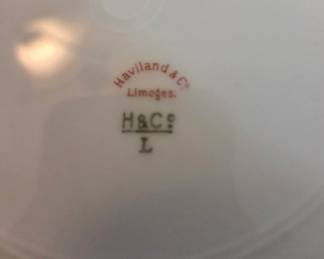 Haviland & Co
Limoges.
H&Co
L